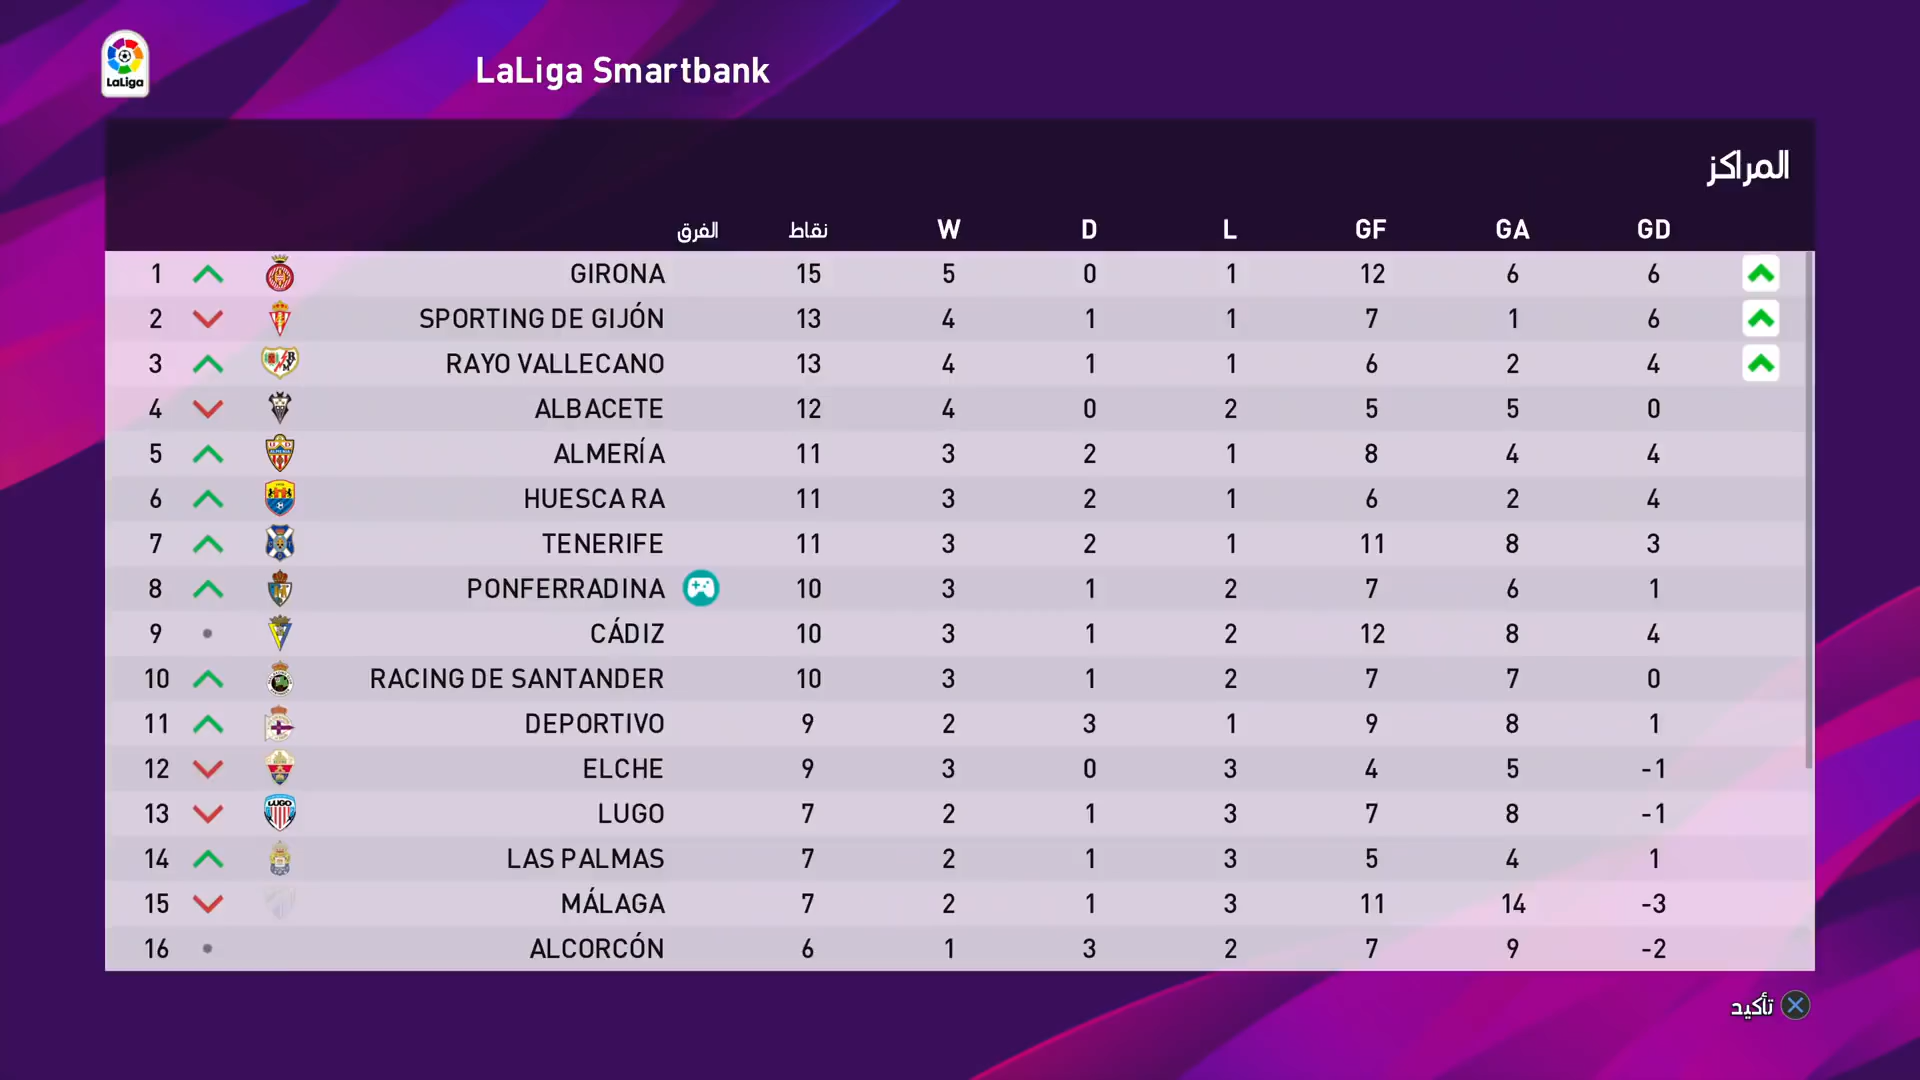 LaLiga
LaLiga Smartbank
المراكز
الفرق نقاط W D L GF GA GD
1 GIRONA 15 5 0 1 12 6 6
2 SPORTING DE GIJÓN 13 4 1 1 7 1 6
3 RAYO VALLECANO 13 4 1 1 6 2 4
4 ALBACETE 12 4 0 2 5 5 0
5 ALMERÍA 11 3 2 1 8 4 4
6 HUESCA RA 11 3 2 1 6 2 4
7 TENERIFE 11 3 2 1 11 8 3
8 PONFERRADINA 10 3 1 2 7 6 1
9 CÁDIZ 10 3 1 2 12 8 4
10 RACING DE SANTANDER 10 3 1 2 7 7 0
11 DEPORTIVO 9 2 3 1 9 8 1
12 ELCHE 9 3 0 3 4 5 -1
13 LUGO LUGO 7 2 1 3 7 8 -1
14 LAS PALMAS 7 2 1 3 5 4 1
15 MÁLAGA 7 2 1 3 11 14 -3
16 ALCORCÓN 6 1 3 2 7 9 -2
تأكيد